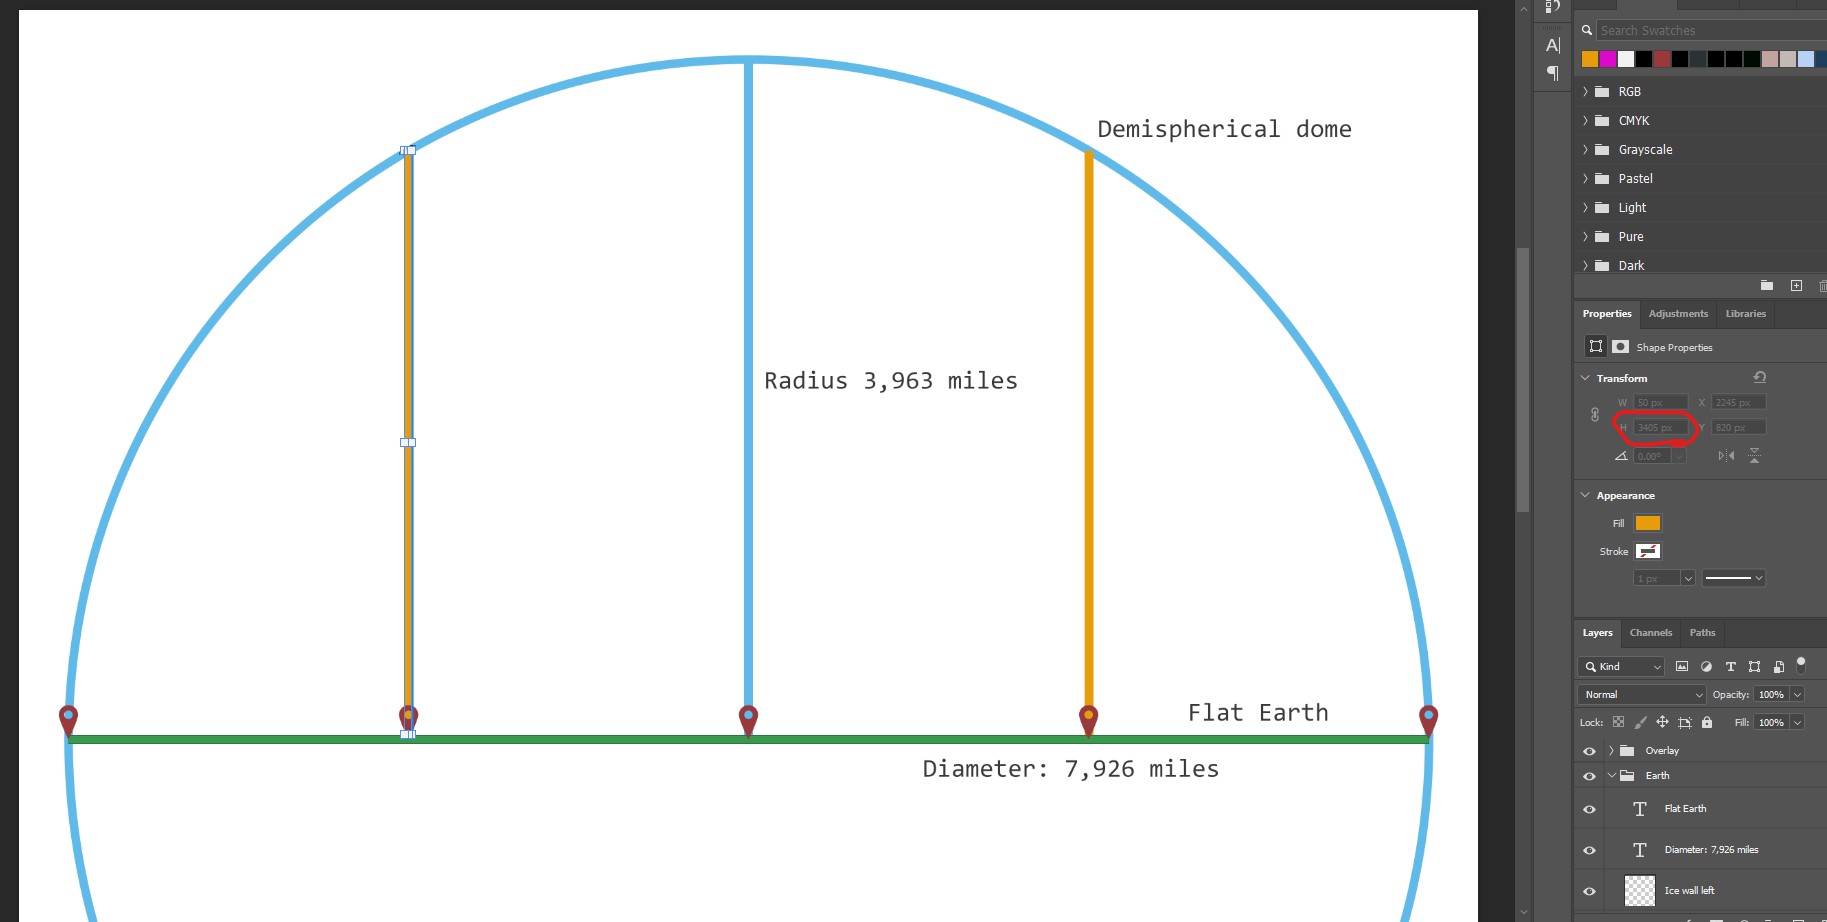 Demispherical dome
Radius 3,963 miles
Flat Earth
Diameter: 7,926 miles
A|
¶
Search Swatches
RGB
CMYK
Grayscale
Pastel
Light
Pure
Dark
Properties Adjustments Libraries
Shape Properties
Transform
W 50 px X 2245 px
H 3405 px Y 820 px
0.00°
Appearance
Fill
Stroke
1 px
Layers Channels Paths
Kind
Normal Opacity: 100%
Lock: Fill: 100%
Overlay
Earth
Flat Earth
Diameter: 7,926 miles
Ice wall left